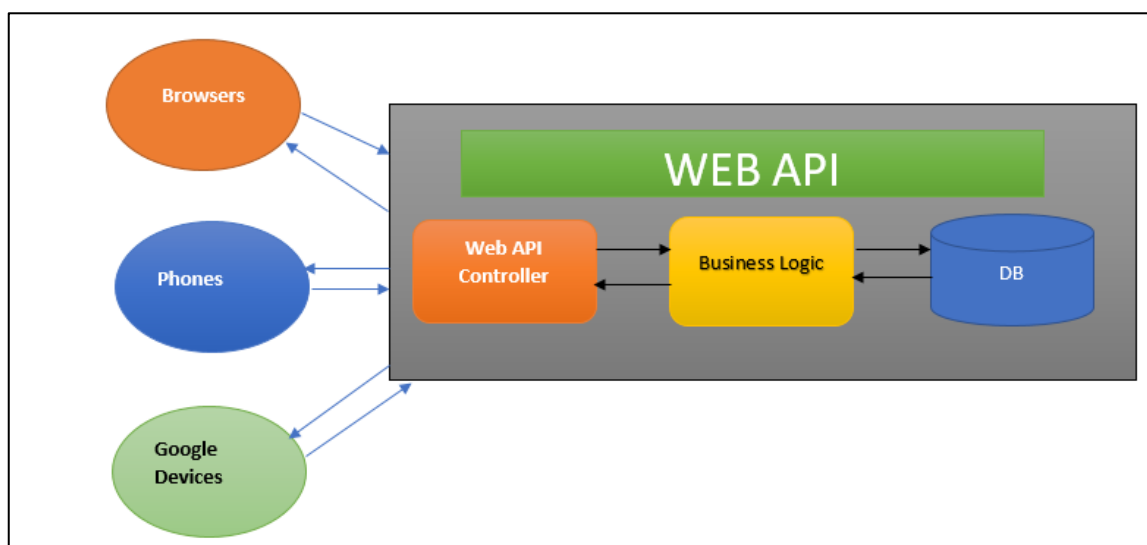 Browsers
WEB API
Web API
Controller
Business Logic
DB
Phones
Google
Devices